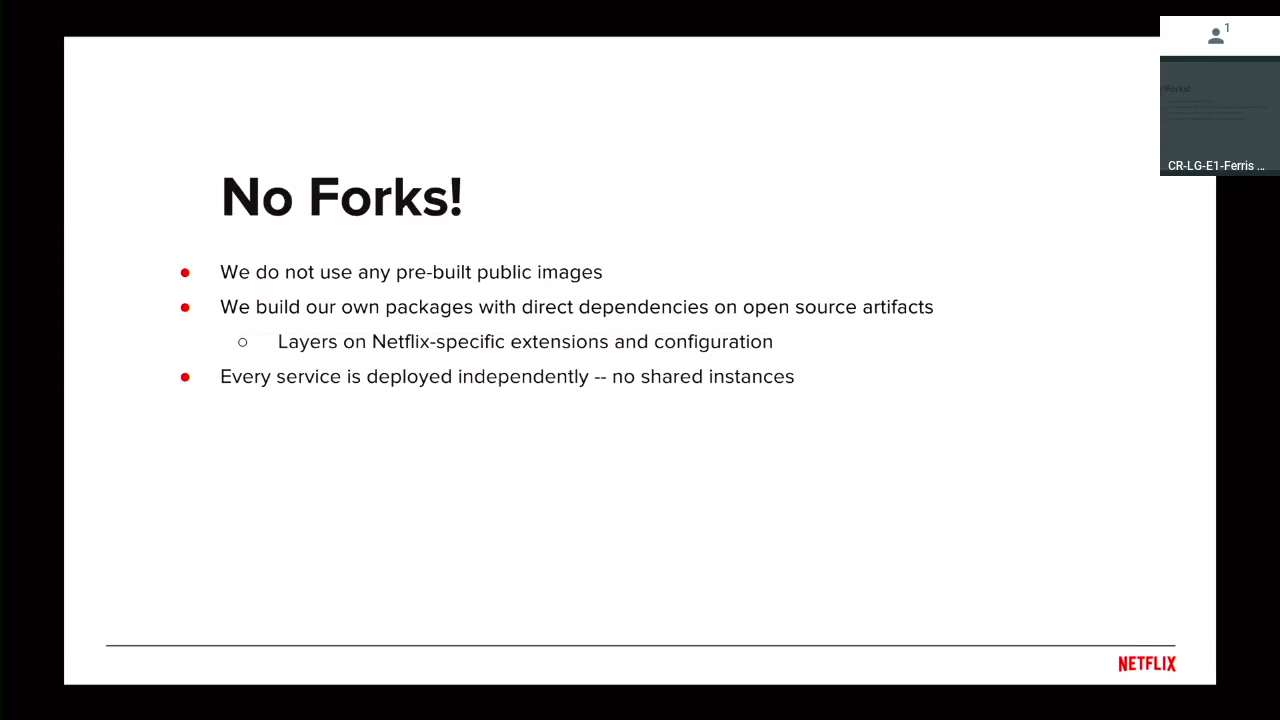 1
Forks!
CR-LG-E1-Ferris ...
No Forks!
We do not use any pre-built public images
We build our own packages with direct dependencies on open source artifacts
Layers on Netflix-specific extensions and configuration
Every service is deployed independently -- no shared instances
NETFLIX